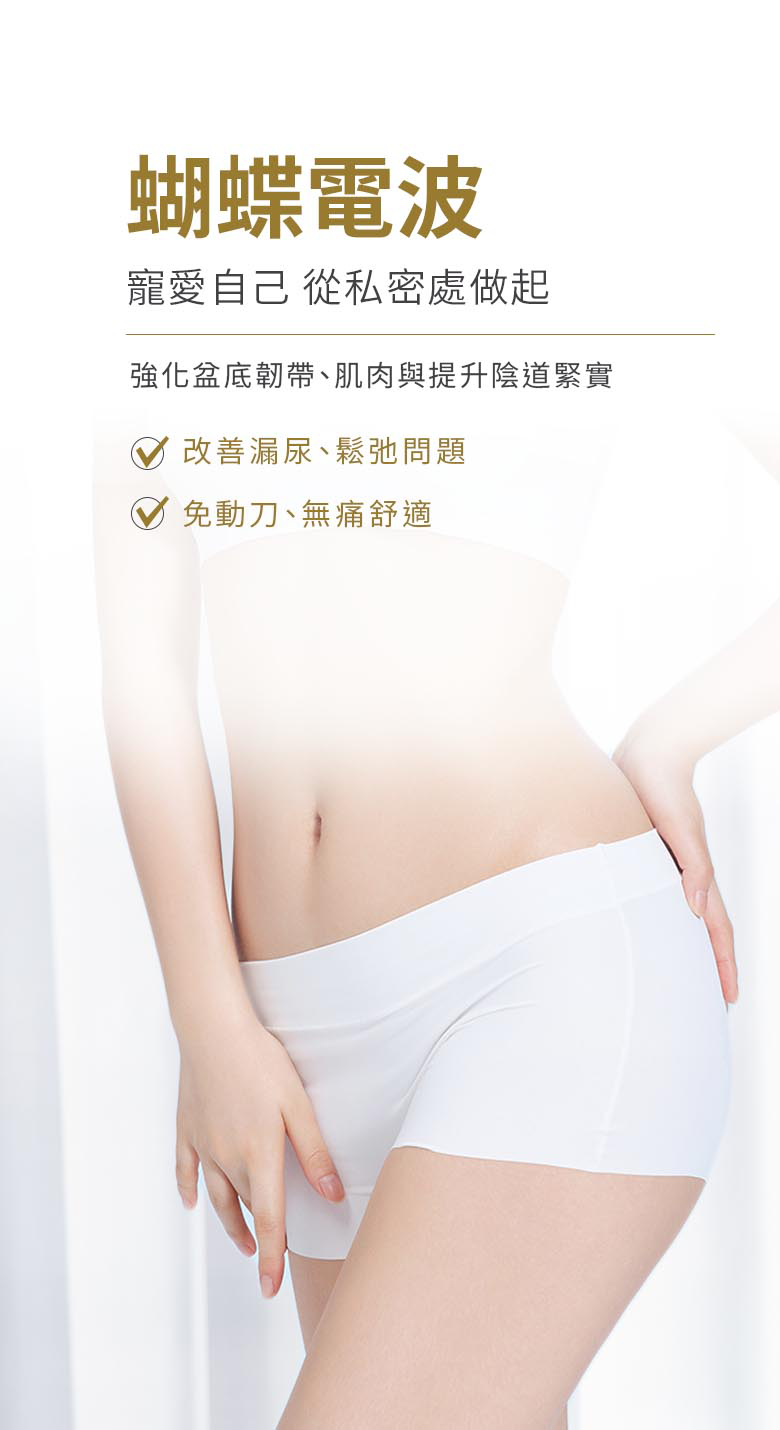 蝴蝶電波
寵愛自己 從私密處做起
強化盆底韌帶、肌肉與提升陰道緊實
改善漏尿、鬆弛問題
免動刀、無痛舒適